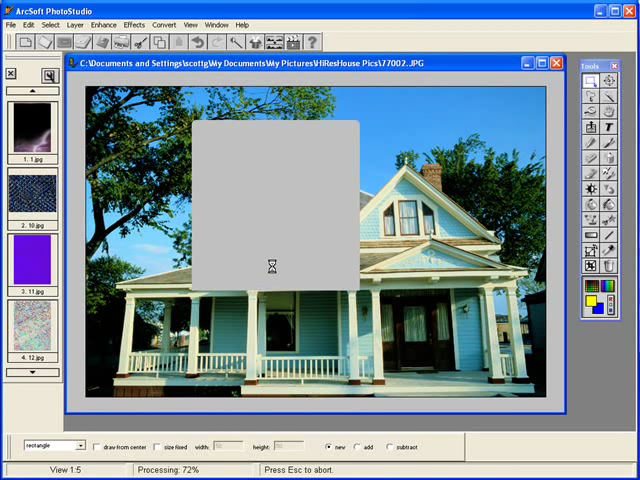 ArcSoft PhotoStudio
File Edit Select Layer Enhance Effects Convert View Window Help
C:\Documents and Settings\scottg\My Documents\My Pictures\HiResHouse Pics\77002.JPG
Tools
1. 1.jpg
2. 10.jpg
3. 11.jpg
4. 12.jpg
rectangle draw from center size fixed width: height: new add subtract
View 1:5 Processing: 72% Press Esc to abort.